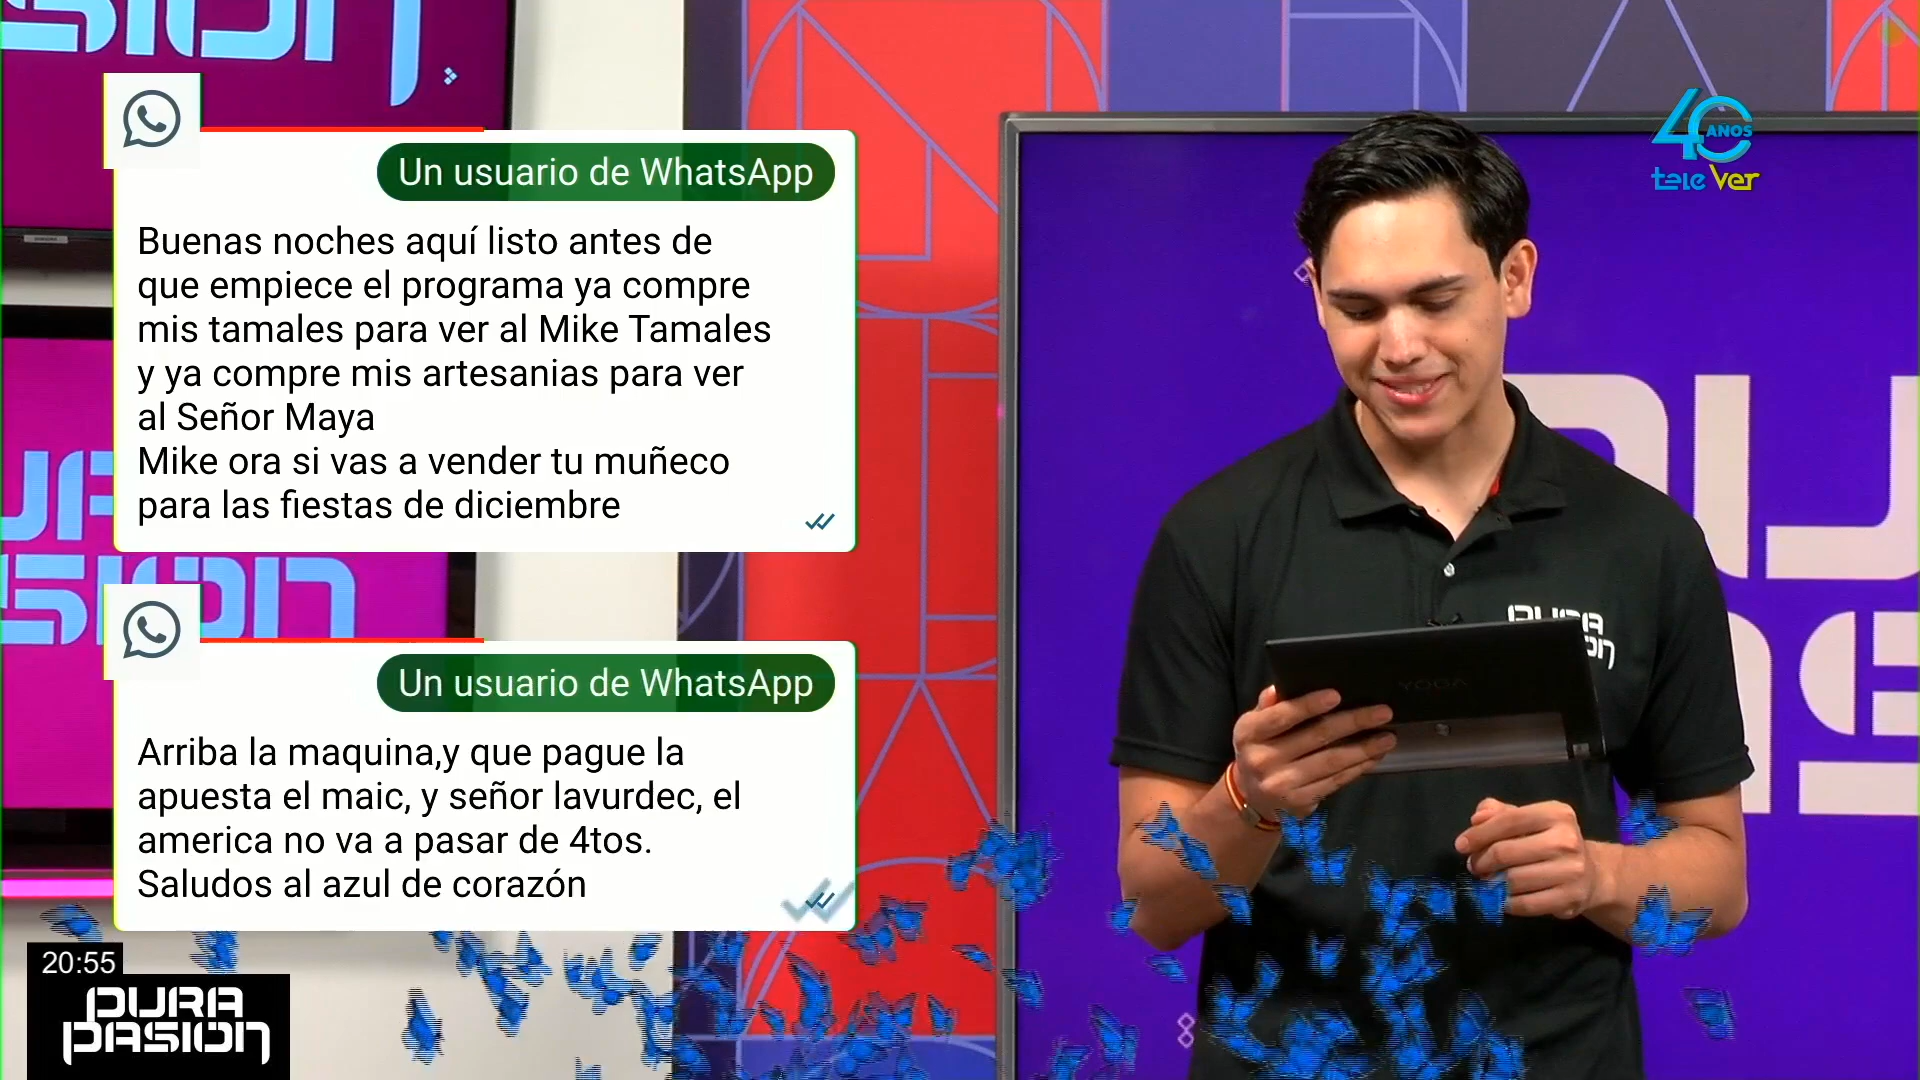 SION
40
AÑOS
teleVer
Un usuario de WhatsApp
Buenas noches aquí listo antes de
que empiece el programa ya compre
mis tamales para ver al Mike Tamales
y ya compre mis artesanias para ver
al Señor Maya
Mike ora si vas a vender tu muñeco
para las fiestas de diciembre
Un usuario de WhatsApp
Arriba la maquina,y que pague la
apuesta el maic, y señor lavurdec, el
america no va a pasar de 4tos.
Saludos al azul de corazón
PURA
YOGA
20:55
PURA
PASION